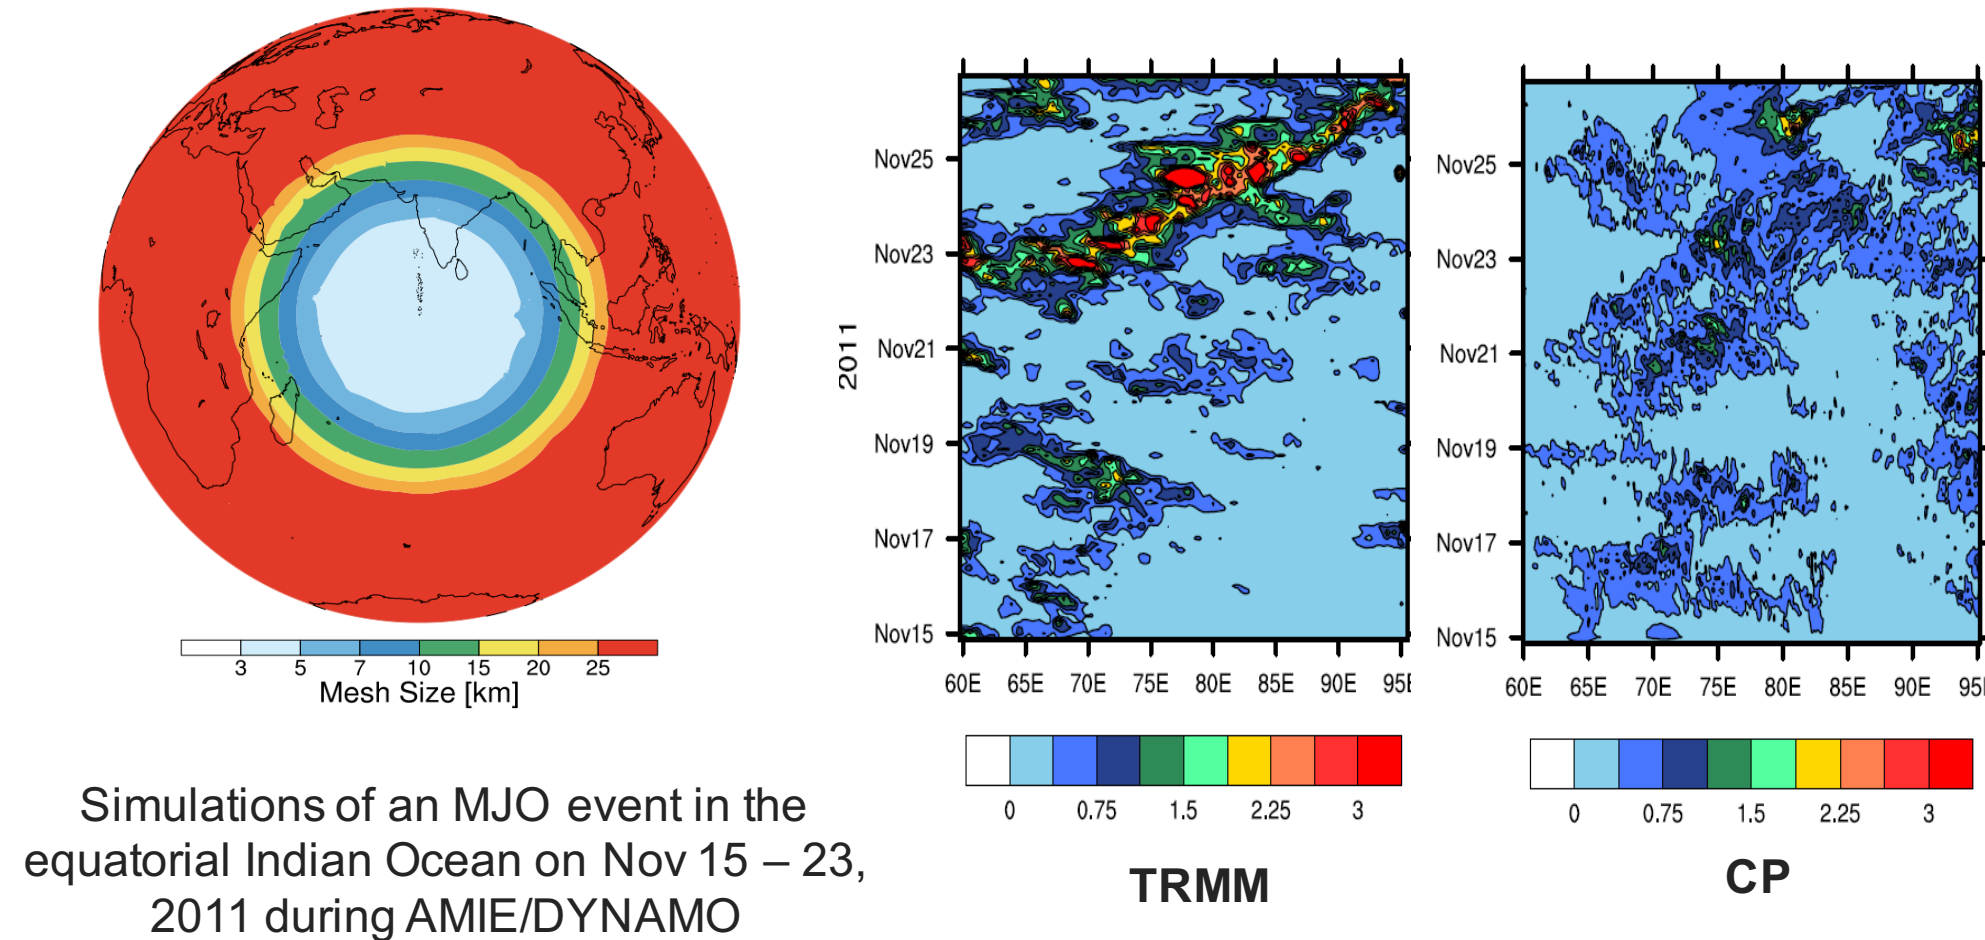 3 5 7 10 15 20 25
Mesh Size [km]
Simulations of an MJO event in the
equatorial Indian Ocean on Nov 15 – 23,
2011 during AMIE/DYNAMO
2011
Nov25
Nov23
Nov21
Nov19
Nov17
Nov15
60E 65E 70E 75E 80E 85E 90E 95E
0 0.75 1.5 2.25 3
TRMM
Nov25
Nov23
Nov21
Nov19
Nov17
Nov15
60E 65E 70E 75E 80E 85E 90E 95
0 0.75 1.5 2.25 3
CP